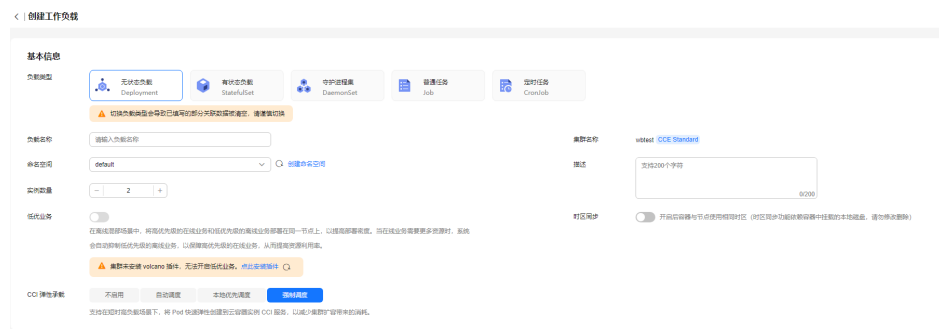 < 创建工作负载
基本信息
负载类型
无状态负载
Deployment
有状态负载
StatefulSet
守护进程集
DaemonSet
普通任务
Job
定时任务
CronJob
切换负载类型会导致已填写的部分关联数据被清空，请谨慎切换
负载名称
请输入负载名称
集群名称
wbtest CCE Standard
命名空间
default
创建命名空间
描述
支持200个字符
0/200
实例数量
− 2 +
低优业务
在离线混部场景中，将高优先级的在线业务和低优先级的离线业务部署在同一节点上，以提高部署密度。当在线业务需要更多资源时，系统
会自动抑制低优先级的离线业务，以保障高优先级的在线业务，从而提高资源利用率。
集群未安装 volcano 插件，无法开启低优业务。点此安装插件
时区同步
开启后容器与节点使用相同时区（时区同步功能依赖容器中挂载的本地磁盘，请勿修改删除）
CCI 弹性承载
不启用
自动调度
本地优先调度
强制调度
支持在短时高负载场景下，将 Pod 快速弹性创建到云容器实例 CCI 服务，以减少集群扩容带来的消耗。